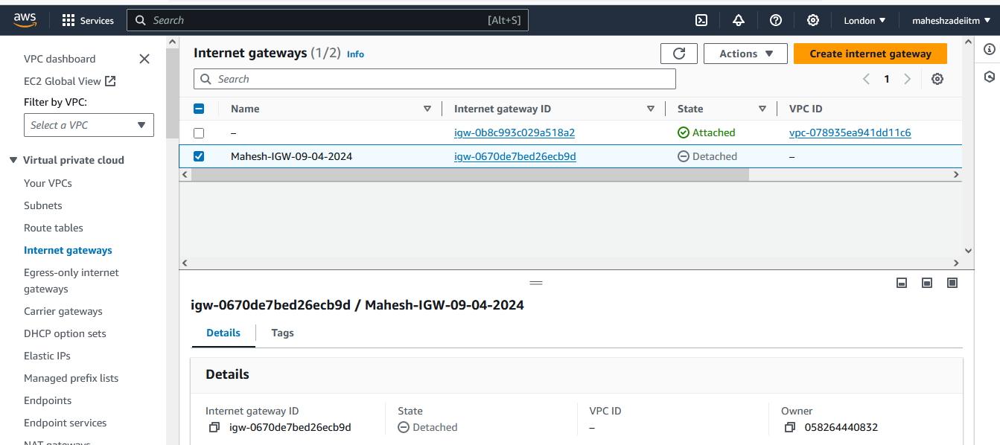 aws
Services
Search [Alt+S]
London
maheshzadeiitm
VPC dashboard
EC2 Global View
Filter by VPC:
Select a VPC
Virtual private cloud
Your VPCs
Subnets
Route tables
Internet gateways
Egress-only internet
gateways
Carrier gateways
DHCP option sets
Elastic IPs
Managed prefix lists
Endpoints
Endpoint services
NAT gateways
Internet gateways (1/2) Info
Actions
Create internet gateway
Search
1
Name Internet gateway ID State VPC ID
– igw-0b8c993c029a518a2 Attached vpc-078935ea941dd11c6
Mahesh-IGW-09-04-2024 igw-0670de7bed26ecb9d Detached –
igw-0670de7bed26ecb9d / Mahesh-IGW-09-04-2024
Details Tags
Details
Internet gateway ID State VPC ID Owner
igw-0670de7bed26ecb9d Detached – 058264440832